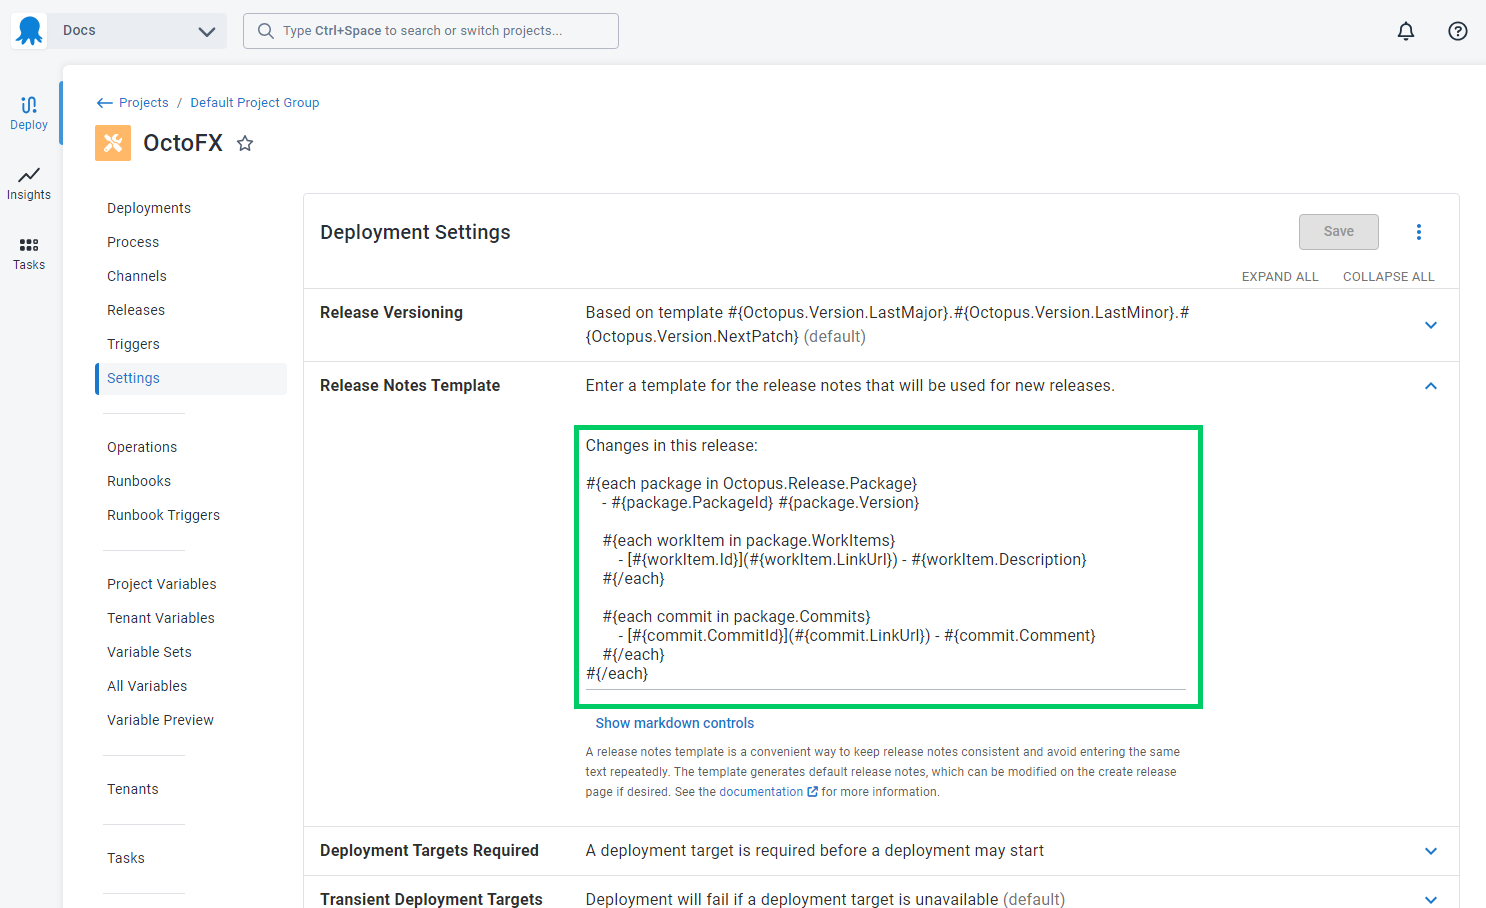 Docs
Type Ctrl+Space to search or switch projects...
Deploy
Insights
Tasks
Projects / Default Project Group
OctoFX
Deployments
Process
Channels
Releases
Triggers
Settings
Operations
Runbooks
Runbook Triggers
Project Variables
Tenant Variables
Variable Sets
All Variables
Variable Preview
Tenants
Tasks
Deployment Settings
Save
EXPAND ALL COLLAPSE ALL
Release Versioning
Based on template #{Octopus.Version.LastMajor}.#{Octopus.Version.LastMinor}.#
{Octopus.Version.NextPatch} (default)
Release Notes Template
Enter a template for the release notes that will be used for new releases.
Changes in this release:
#{each package in Octopus.Release.Package}
- #{package.PackageId} #{package.Version}
#{each workItem in package.WorkItems}
- [#{workItem.Id}](#{workItem.LinkUrl}) - #{workItem.Description}
#{/each}
#{each commit in package.Commits}
- [#{commit.CommitId}](#{commit.LinkUrl}) - #{commit.Comment}
#{/each}
#{/each}
Show markdown controls
A release notes template is a convenient way to keep release notes consistent and avoid entering the same
text repeatedly. The template generates default release notes, which can be modified on the create release
page if desired. See the documentation for more information.
Deployment Targets Required
A deployment target is required before a deployment may start
Transient Deployment Targets
Deployment will fail if a deployment target is unavailable (default)